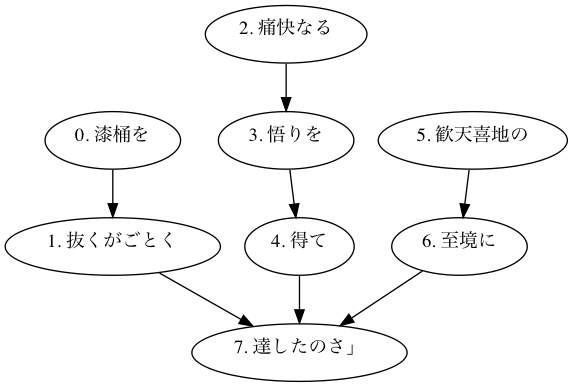 2. 痛快なる
0. 漆桶を
3. 悟りを
5. 歓天喜地の
1. 抜くがごとく
4. 得て
6. 至境に
7. 達したのさ」